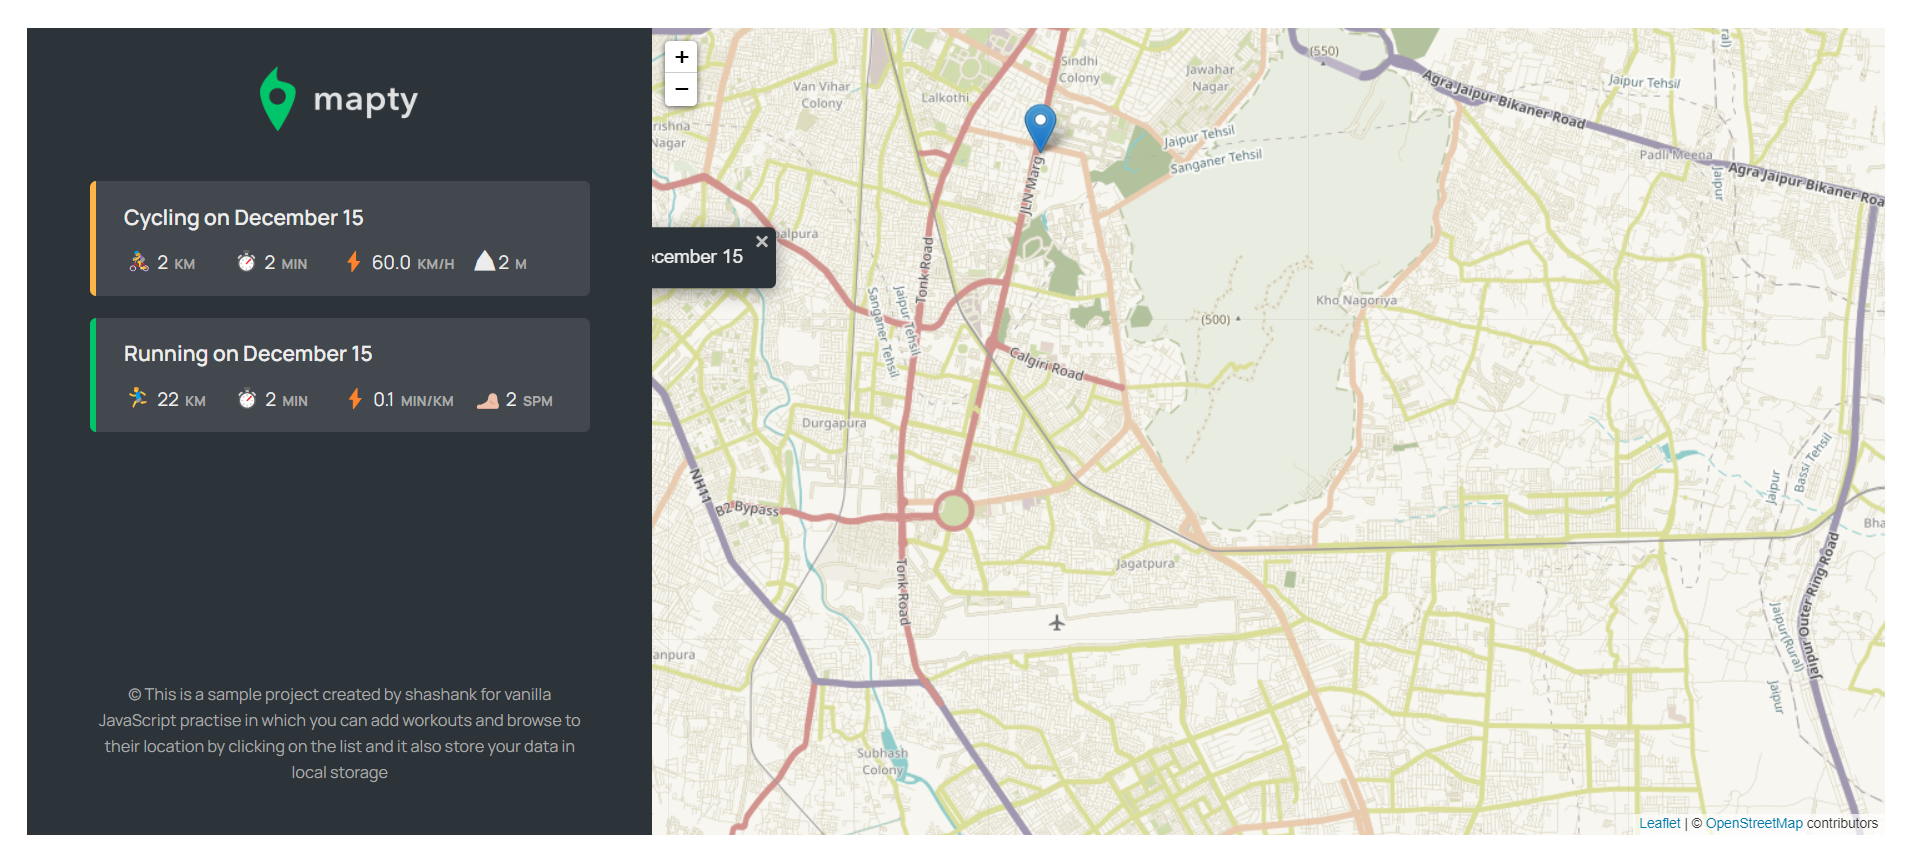 mapty
Cycling on December 15
2 KM 2 MIN 60.0 KM/H 2 M
Running on December 15
22 KM 2 MIN 0.1 MIN/KM 2 SPM
© This is a sample project created by shashank for vanilla
JavaScript practise in which you can add workouts and browse to
their location by clicking on the list and it also store your data in
local storage
+
−
ecember 15
×
Sindhi
Colony
Jawahar
Nagar
(550)
Agra Jaipur Bikaner Road
Jaipur Tehsil
ral)
Van Vihar
Colony
Lalkothi
rishna
Nagar
Jaipur Tehsil
Sanganer Tehsil
Padli Meena
Agra Jaipur Bikaner Roa
Jaipur
JLN Marg
alpura
Tonk Road
Jaipur Tehsil
Sanganer Tehsil
Kho Nagoriya
(500)
Calgiri Road
Durgapura
NH11
B2 Bypass
Jaipur
Bassi Tehsil
Bha
Tonk Road
Jagatpura
Jaipur Outer Ring Road
Jaipur(Rural)
anpura
Jaipur
Subhash
Colony
Leaflet | © OpenStreetMap contributors